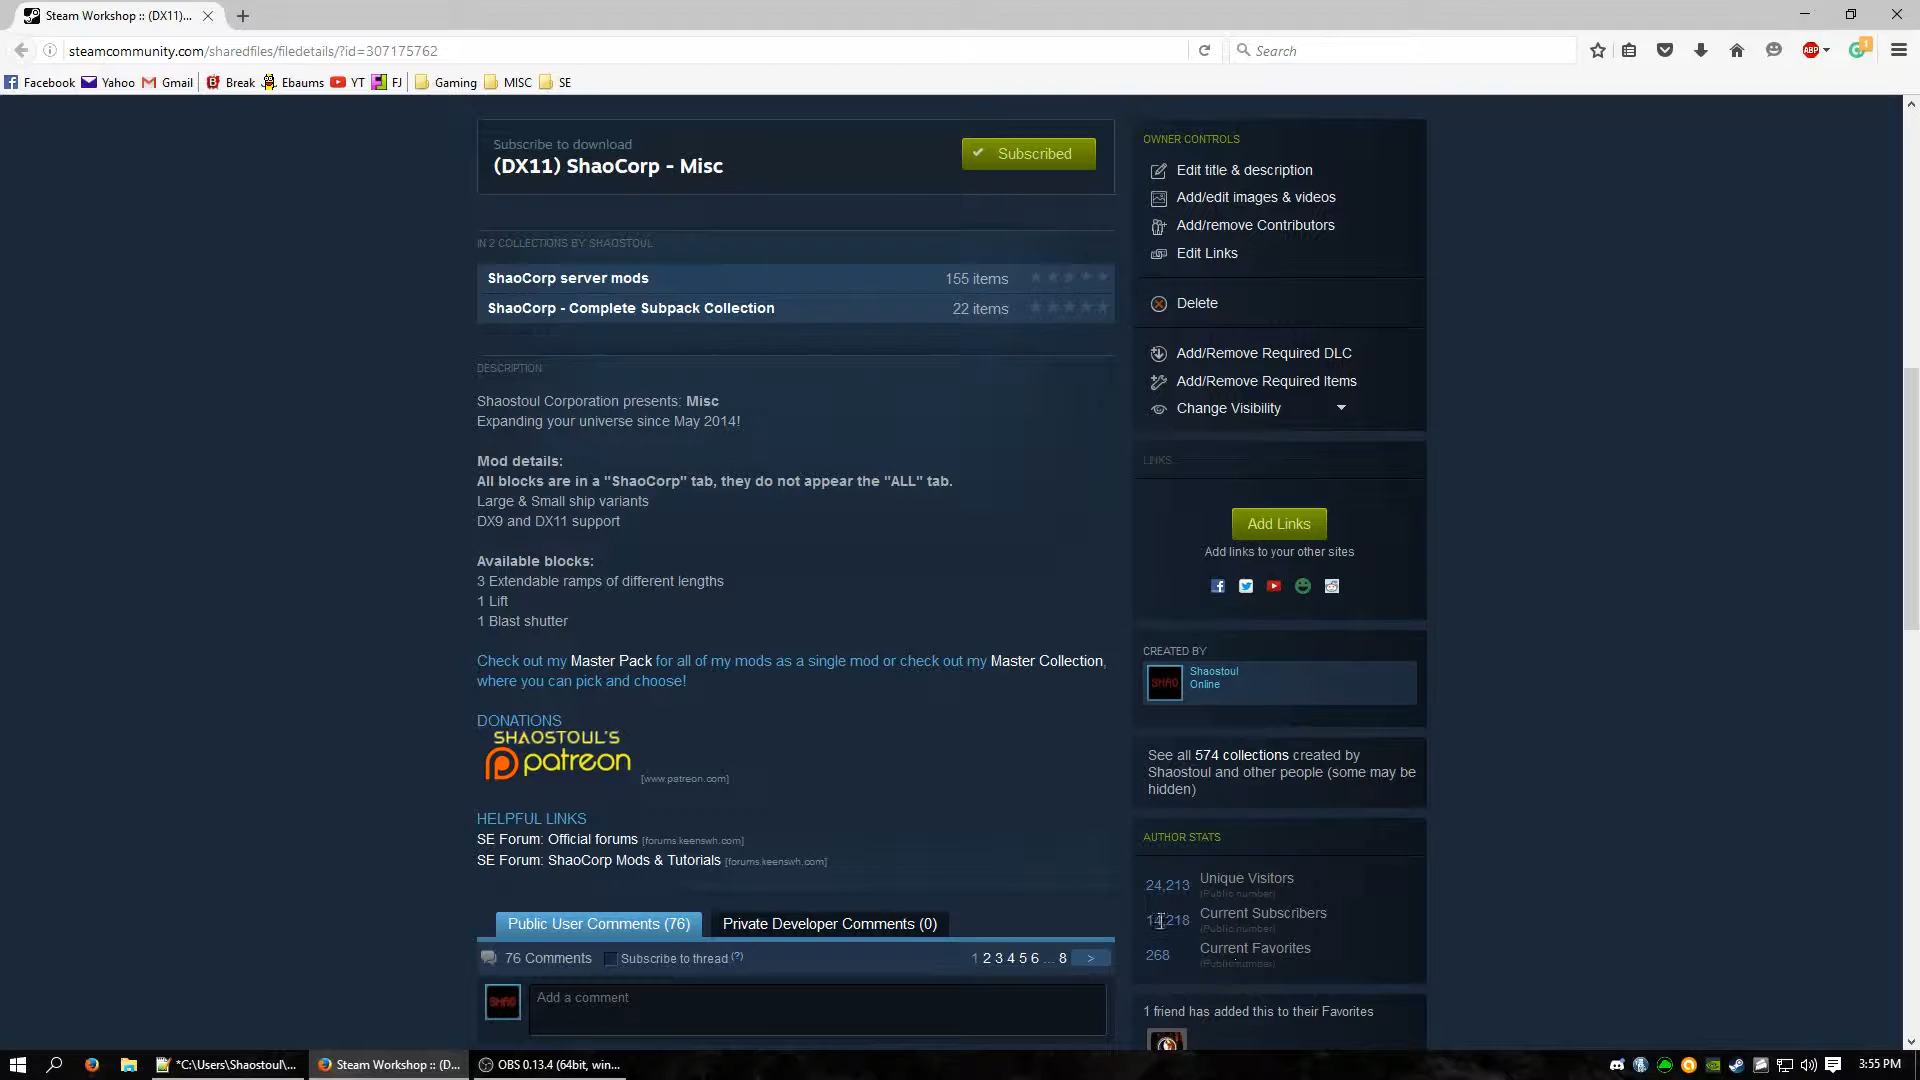 Steam Workshop :: (DX11)...
steamcommunity.com/sharedfiles/filedetails/?id=307175762
Search
ABP
1
Facebook Yahoo Gmail Break Ebaums YT FJ Gaming MISC SE
Subscribe to download
(DX11) ShaoCorp - Misc
Subscribed
IN 2 COLLECTIONS BY SHAOSTOUL
ShaoCorp server mods 155 items
ShaoCorp - Complete Subpack Collection 22 items
DESCRIPTION
Shaostoul Corporation presents: Misc
Expanding your universe since May 2014!
Mod details:
All blocks are in a "ShaoCorp" tab, they do not appear the "ALL" tab.
Large & Small ship variants
DX9 and DX11 support
Available blocks:
3 Extendable ramps of different lengths
1 Lift
1 Blast shutter
Check out my Master Pack for all of my mods as a single mod or check out my Master Collection,
where you can pick and choose!
DONATIONS
SHAOSTOUL'S
patreon
[www.patreon.com]
HELPFUL LINKS
SE Forum: Official forums [forums.keenswh.com]
SE Forum: ShaoCorp Mods & Tutorials [forums.keenswh.com]
Public User Comments (76) Private Developer Comments (0)
76 Comments Subscribe to thread (?) 1 2 3 4 5 6 ... 8 >
SHAO
Add a comment
OWNER CONTROLS
Edit title & description
Add/edit images & videos
Add/remove Contributors
Edit Links
Delete
Add/Remove Required DLC
Add/Remove Required Items
Change Visibility
LINKS
Add Links
Add links to your other sites
CREATED BY
SHAO
Shaostoul
Online
See all 574 collections created by
Shaostoul and other people (some may be
hidden)
AUTHOR STATS
24,213 Unique Visitors
(Public number)
14,218 Current Subscribers
(Public number)
268 Current Favorites
(Public number)
1 friend has added this to their Favorites
*C:\Users\Shaostoul\... Steam Workshop :: (D... OBS 0.13.4 (64bit, win... 3:55 PM